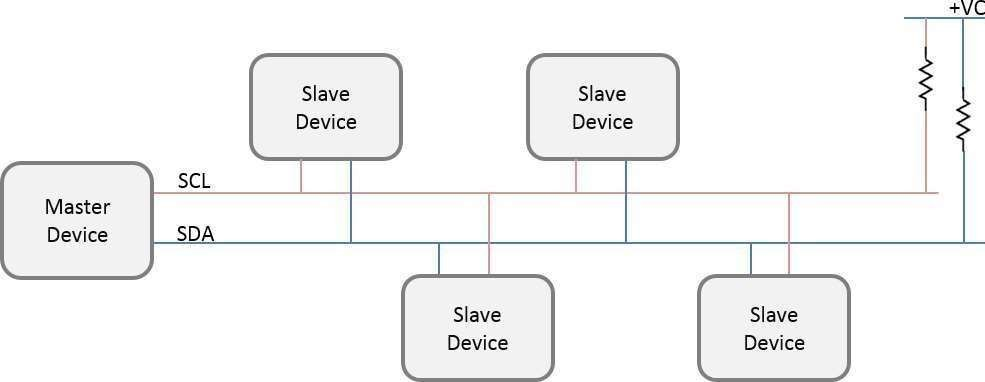 +VC
Slave
Device
Slave
Device
SCL
Master
Device
SDA
Slave
Device
Slave
Device